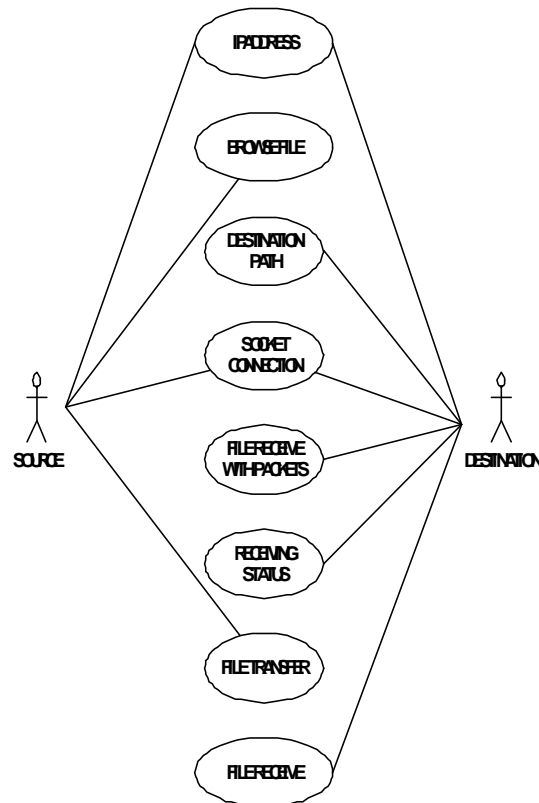 IPADDRESS
BROWSEFILE
DESTINATION
PATH
SOCKET
CONNECTION
SOURCE
FILERECEIVE
WITHPACKETS
DESTINATION
RECEIVING
STATUS
FILETRANSFER
FILERECEIVE